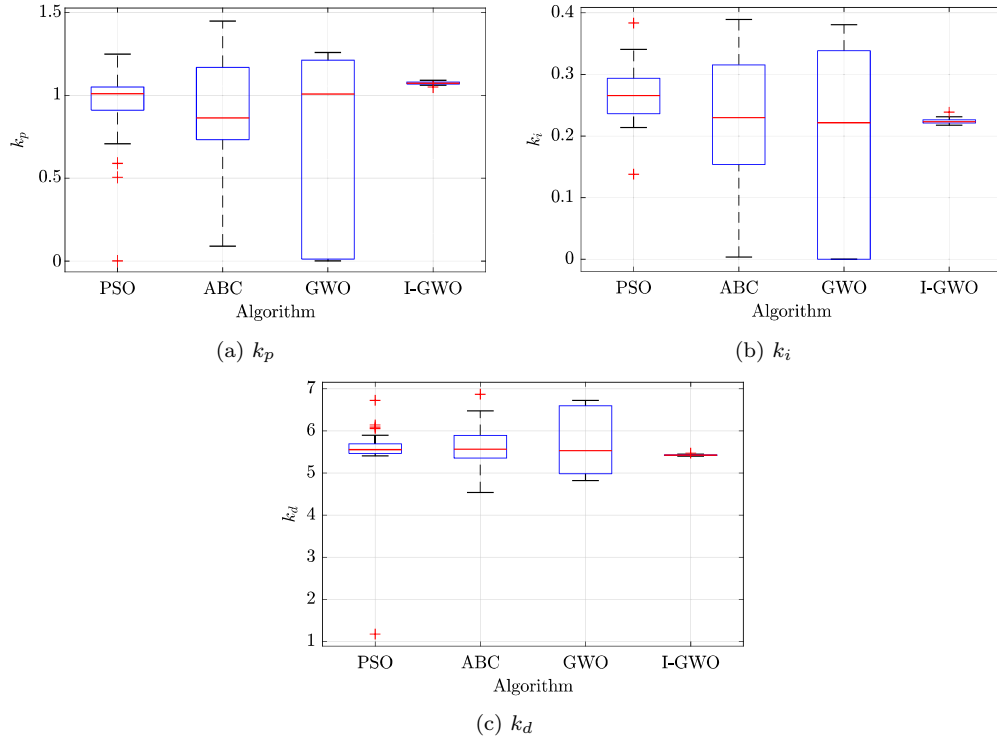 1.5
1
0.5
0
k_p
PSO ABC GWO I-GWO
Algorithm
(a) k_p
0.4
0.3
0.2
0.1
0
k_i
PSO ABC GWO I-GWO
Algorithm
(b) k_i
7
6
5
4
3
2
1
k_d
PSO ABC GWO I-GWO
Algorithm
(c) k_d